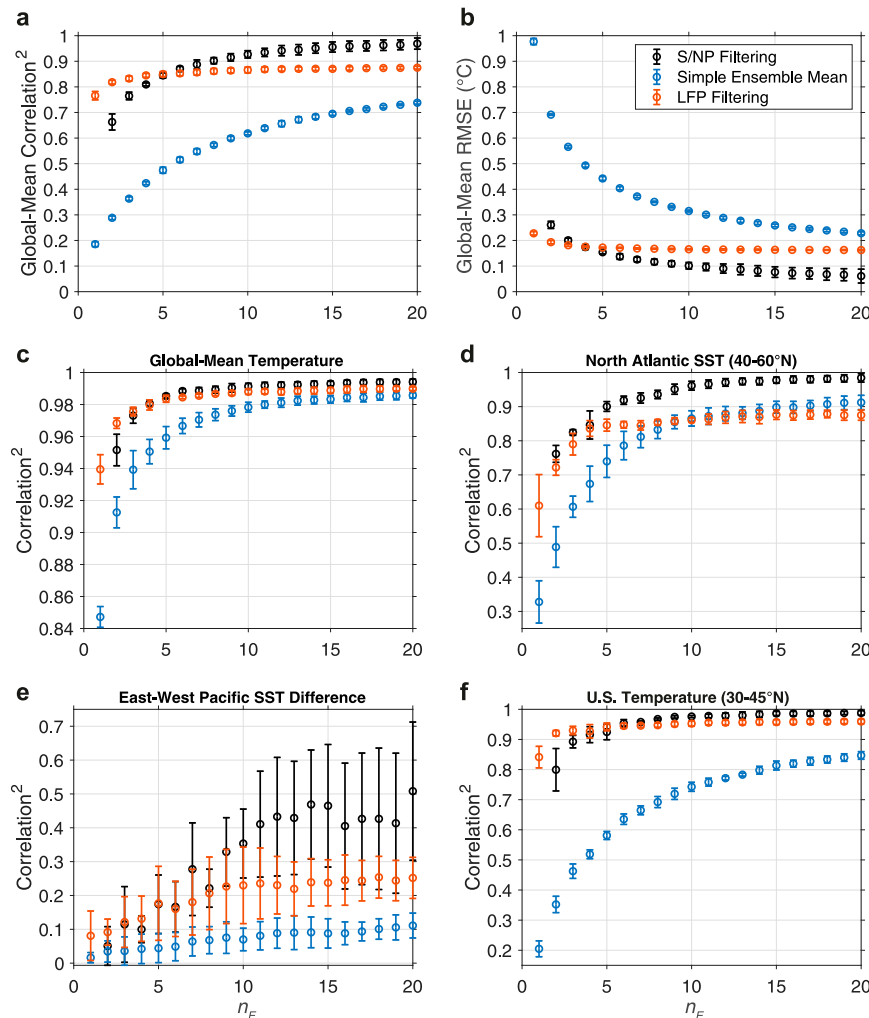 a
Global-Mean Correlation²
1
0.9
0.8
0.7
0.6
0.5
0.4
0.3
0.2
0.1
0
0 5 10 15 20
b
Global-Mean RMSE (°C)
1
0.9
0.8
0.7
0.6
0.5
0.4
0.3
0.2
0.1
0
0 5 10 15 20
S/NP Filtering
Simple Ensemble Mean
LFP Filtering
c
Global-Mean Temperature
Correlation²
1
0.98
0.96
0.94
0.92
0.9
0.88
0.86
0.84
0 5 10 15 20
d
North Atlantic SST (40-60°N)
Correlation²
1
0.9
0.8
0.7
0.6
0.5
0.4
0.3
0 5 10 15 20
e
East-West Pacific SST Difference
Correlation²
0.7
0.6
0.5
0.4
0.3
0.2
0.1
0
0 5 10 15 20
n_E
f
U.S. Temperature (30-45°N)
Correlation²
1
0.9
0.8
0.7
0.6
0.5
0.4
0.3
0.2
0 5 10 15 20
n_E